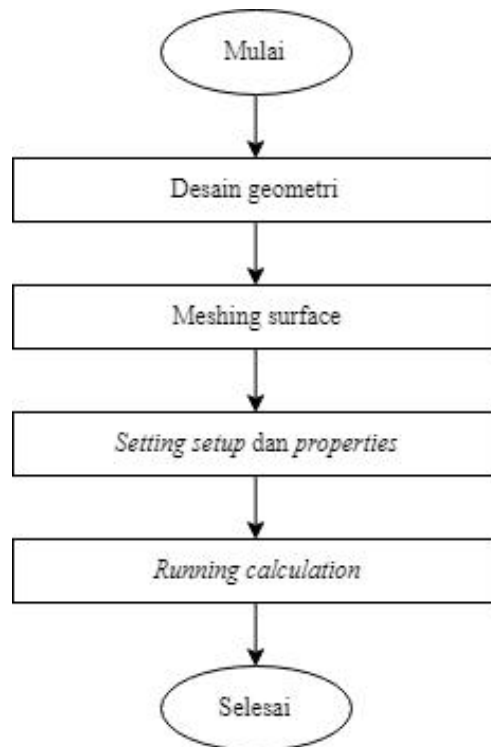 Mulai
Desain geometri
Meshing surface
Setting setup dan properties
Running calculation
Selesai